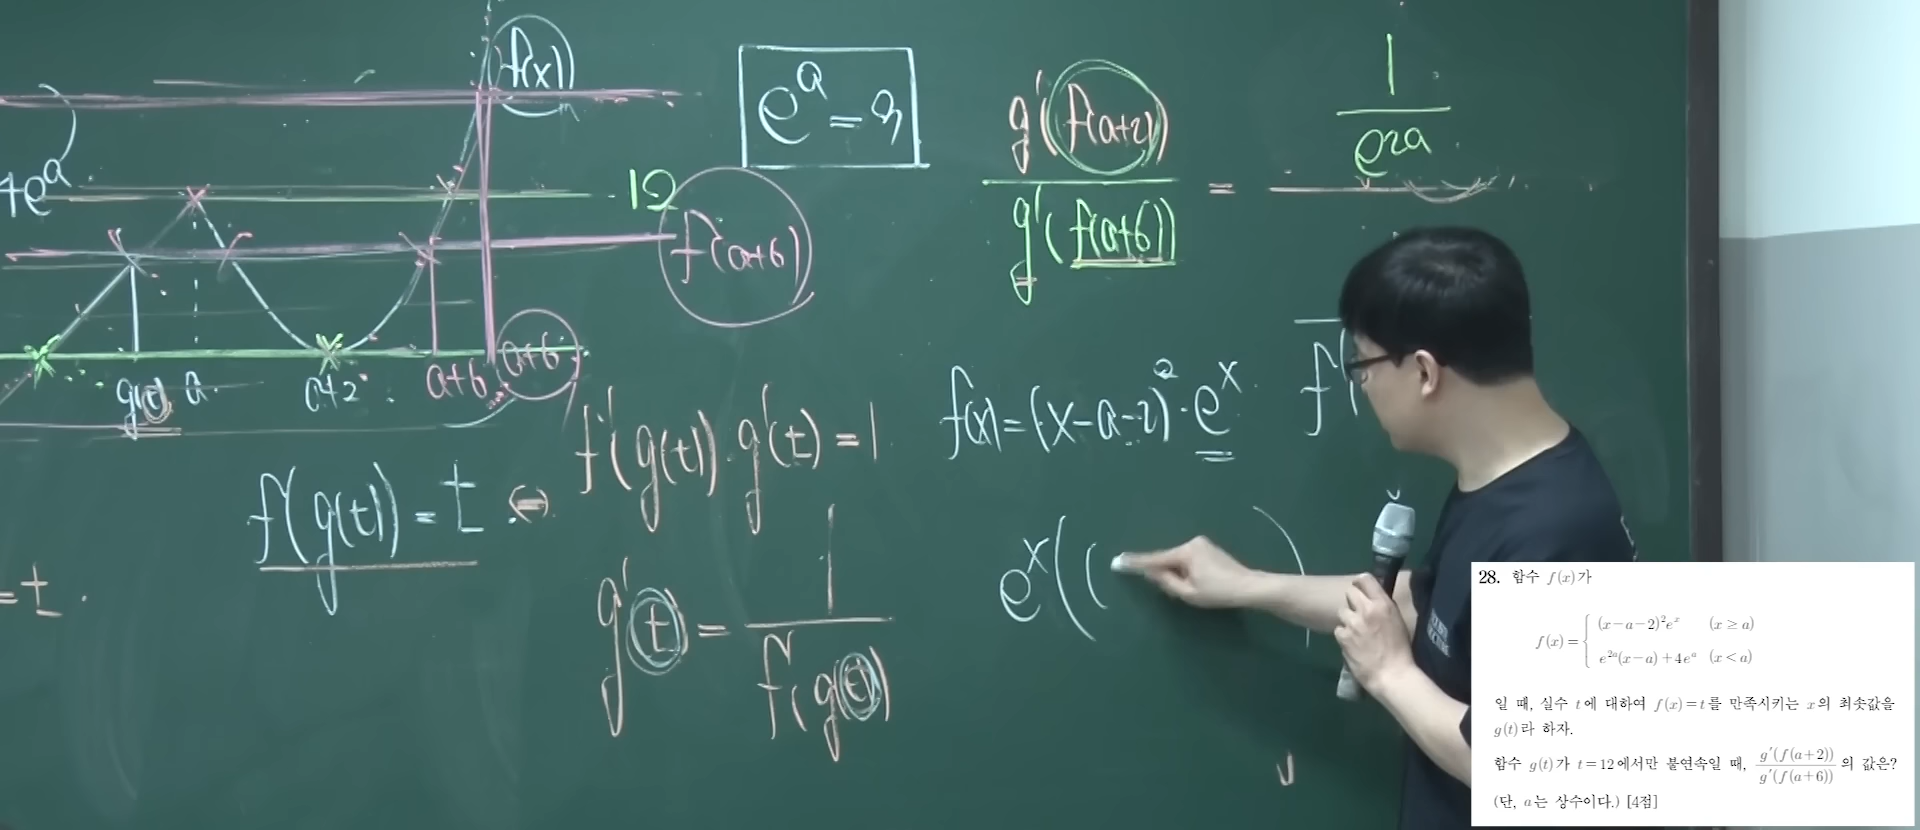 f(x)
4e^a
12
f(a+6)
g(t) a a+2 a+6 a+6
e^a = 3
g'(f(a+2))
g'(f(a+6))
=
1
e^{2a}
f(x)=(x-a-2)^2·e^x
f'(
f(g(t))=t ⇔ f'(g(t))·g'(t)=1
=t.
g'(t)= 1
f'(g(t))
e^x((
28. 함수 f(x)가
f(x)= { (x-a-2)^2e^x (x≥a)
e^{2a}(x-a)+4e^a (x<a)
일 때, 실수 t에 대하여 f(x)=t를 만족시키는 x의 최솟값을
g(t)라 하자.
함수 g(t)가 t=12에서만 불연속일 때, g'(f(a+2))/g'(f(a+6)) 의 값은?
(단, a는 상수이다.) [4점]